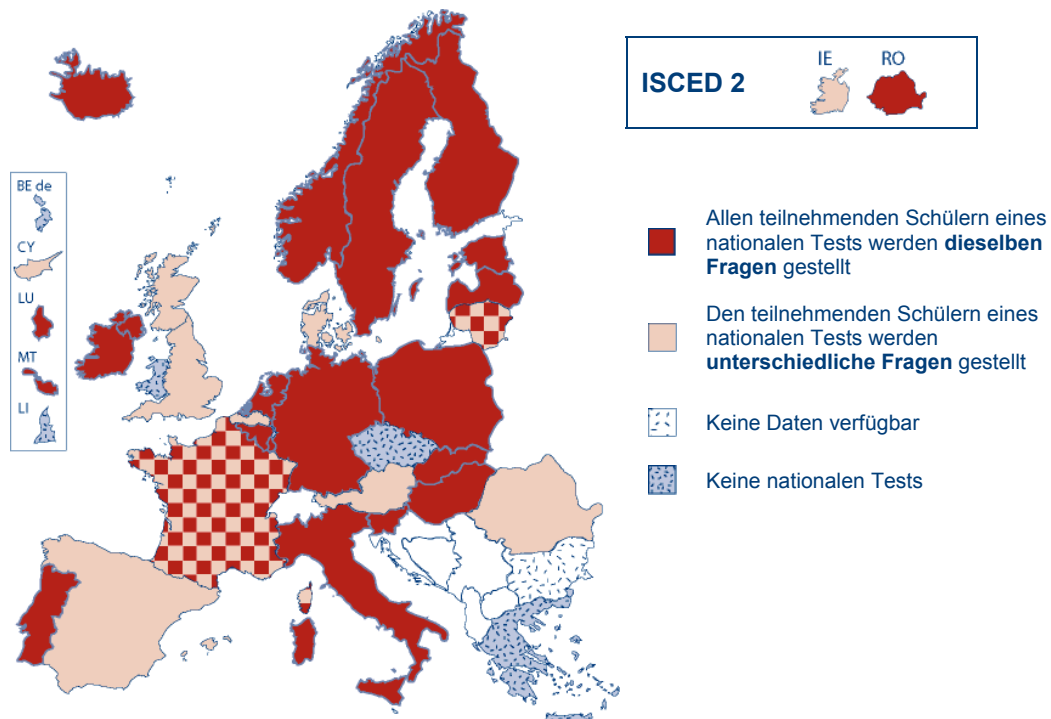 ISCED 2
IE
RO
BE de
CY
LU
MT
LI
Allen teilnehmenden Schülern eines
nationalen Tests werden dieselben
Fragen gestellt
Den teilnehmenden Schülern eines
nationalen Tests werden
unterschiedliche Fragen gestellt
Keine Daten verfügbar
Keine nationalen Tests